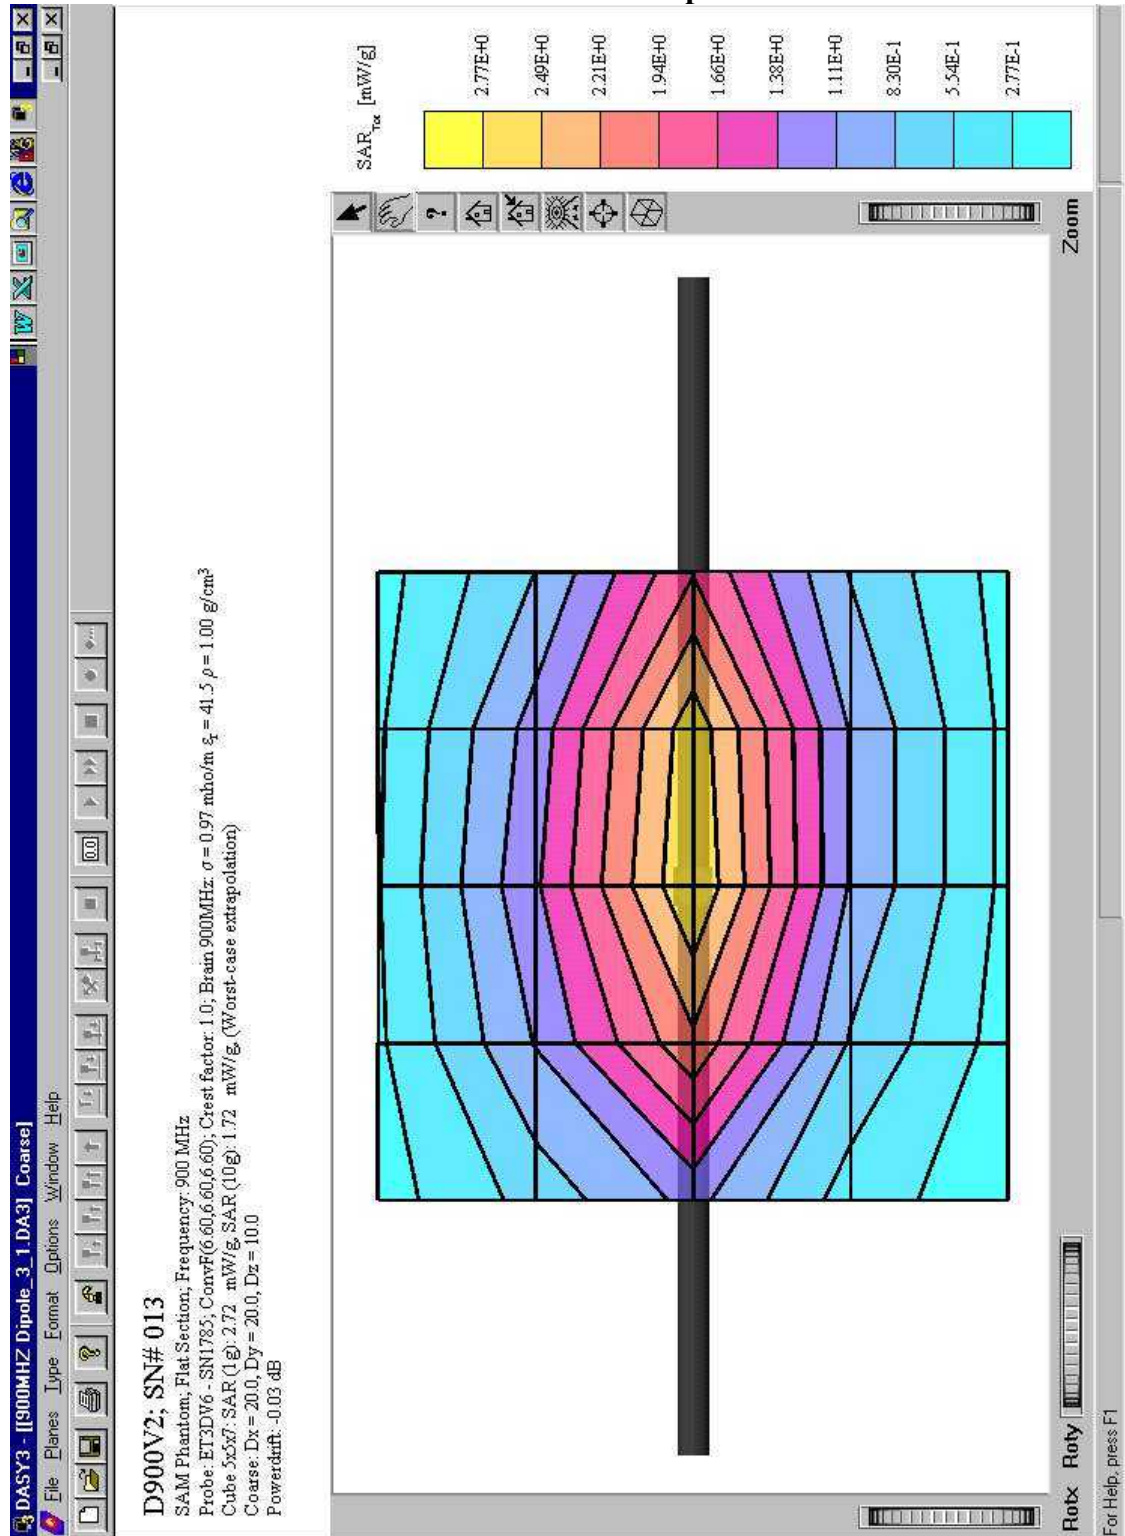 DASY3 - [[900MHZ Dipole_3_1.DA3] Coarse]
File Planes Type Format Options Window Help
0.0
D900V2; SN# 013
SAM Phantom; Flat Section; Frequency: 900 MHz
Probe: ET3DV6 - SN1785; ConvF(6.60,6.60,6.60); Crest factor: 1.0; Brain 900MHz: σ = 0.97 mho/m εr = 41.5 ρ = 1.00 g/cm³
Cube 5x5x7: SAR (1g): 2.72 mW/g, SAR (10g): 1.72 mW/g, (Worst-case extrapolation)
Coarse: Dx = 20.0, Dy = 20.0, Dz = 10.0
Powerdrift: -0.03 dB
SARTot [mW/g]
2.77E+0
2.49E+0
2.21E+0
1.94E+0
1.66E+0
1.38E+0
1.11E+0
8.30E-1
5.54E-1
2.77E-1
Rotx Roty Zoom
For Help, press F1